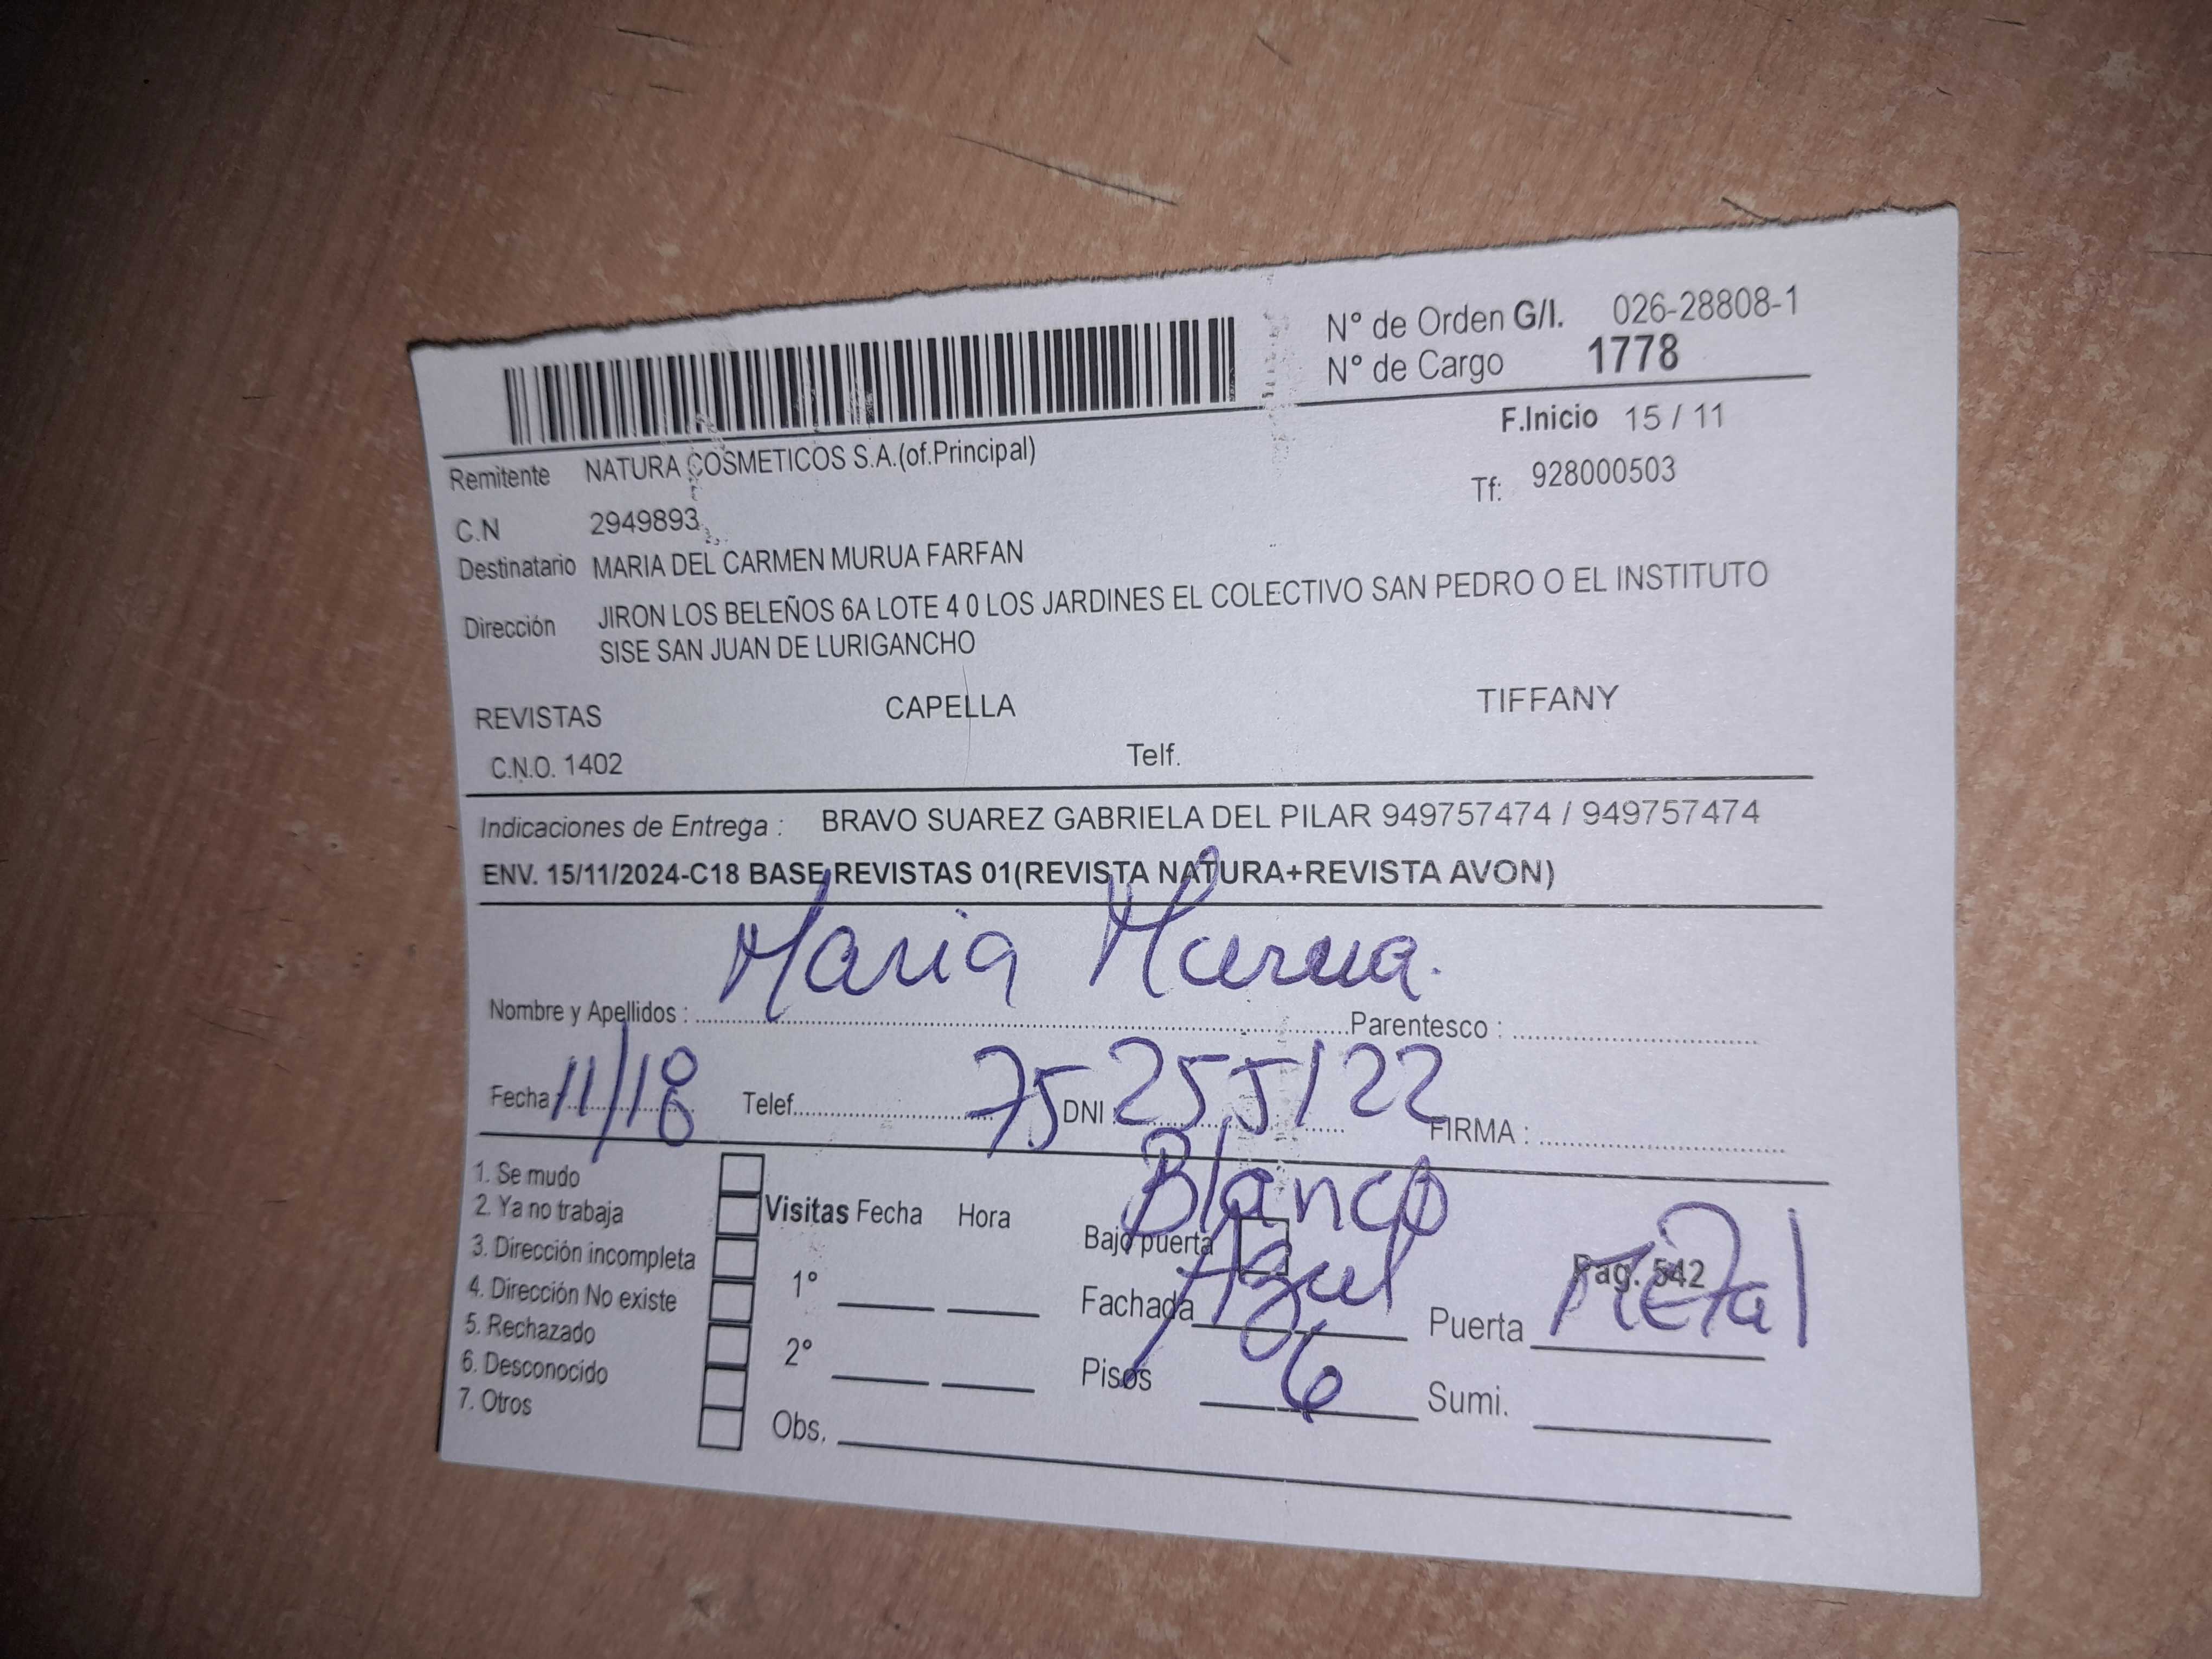 N° de Orden G/I. 026-28808-1
N° de Cargo 1778
F.Inicio 15 / 11
Remitente NATURA COSMETICOS S.A.(of.Principal)
Tf: 928000503
C.N 2949893
Destinatario MARIA DEL CARMEN MURUA FARFAN
Dirección JIRON LOS BELEÑOS 6A LOTE 4 0 LOS JARDINES EL COLECTIVO SAN PEDRO O EL INSTITUTO
SISE SAN JUAN DE LURIGANCHO
REVISTAS CAPELLA TIFFANY
C.N.O. 1402 Telf.
Indicaciones de Entrega : BRAVO SUAREZ GABRIELA DEL PILAR 949757474 / 949757474
ENV. 15/11/2024-C18 BASE REVISTAS 01(REVISTA NATURA+REVISTA AVON)
Maria Murua.
Nombre y Apellidos : Parentesco :
Fecha : 11/18 Telef. DNI 75255122 FIRMA :
1. Se mudo
2. Ya no trabaja
3. Dirección incompleta
4. Dirección No existe
5. Rechazado
6. Desconocido
7. Otros
Visitas Fecha Hora
1°
2°
Obs.
Blanco
Bajo puerta
Pag. 542
Fachada Azul Puerta Metal
Pisos 6 Sumi.